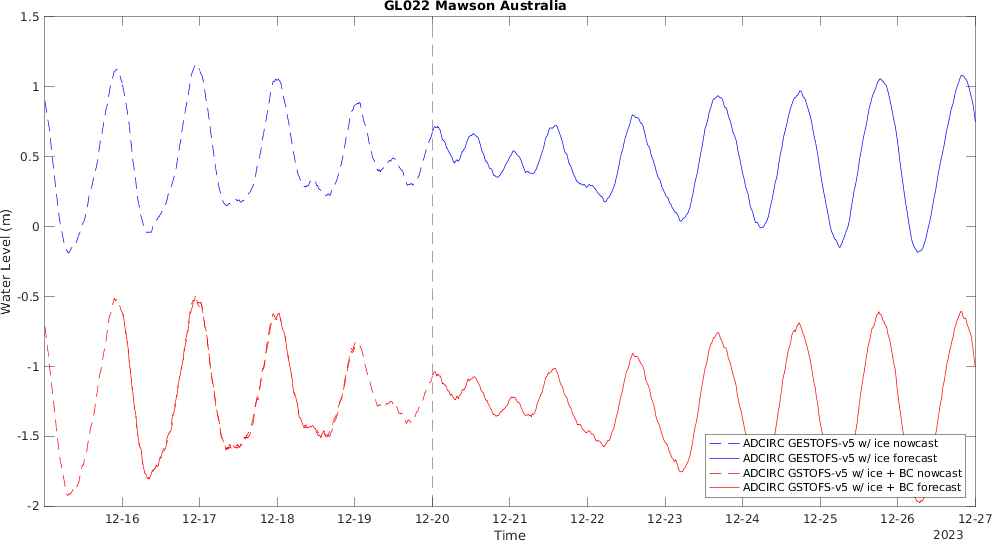 GL022 Mawson Australia
1.5
1
0.5
0
-0.5
-1
-1.5
-2
Water Level (m)
ADCIRC GESTOFS-v5 w/ ice nowcast
ADCIRC GESTOFS-v5 w/ ice forecast
ADCIRC GSTOFS-v5 w/ ice + BC nowcast
ADCIRC GSTOFS-v5 w/ ice + BC forecast
12-16 12-17 12-18 12-19 12-20 12-21 12-22 12-23 12-24 12-25 12-26 12-27
Time
2023